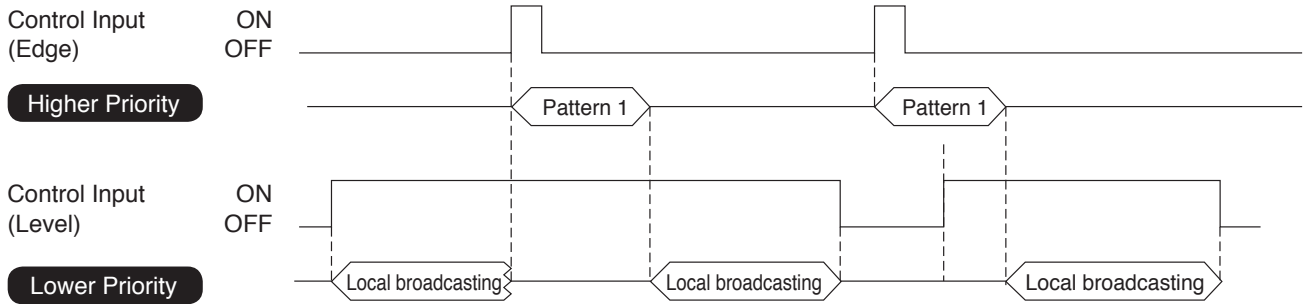 Control Input ON
(Edge) OFF
Higher Priority
Pattern 1 Pattern 1
Control Input ON
(Level) OFF
Lower Priority
Local broadcasting Local broadcasting Local broadcasting